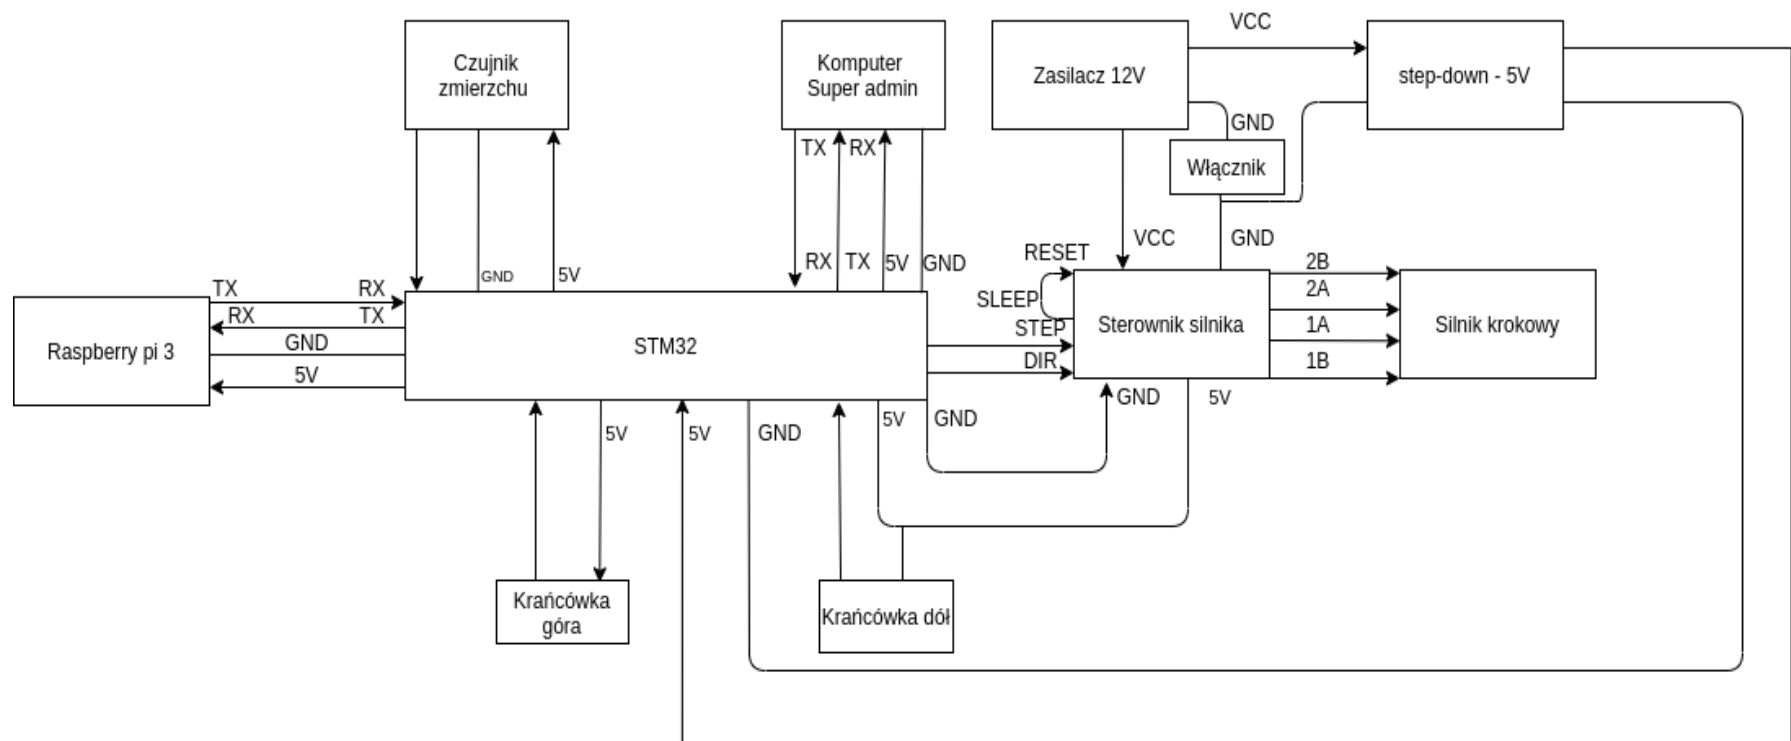 VCC
Czujnik
zmierzchu
Komputer
Super admin
Zasilacz 12V
step-down - 5V
GND
TX
RX
Włącznik
VCC
GND
RESET
RX
TX
5V
GND
GND
5V
2B
TX
RX
2A
SLEEP
RX
TX
STEP
Sterownik silnika
1A
Silnik krokowy
GND
Raspberry pi 3
STM32
DIR
1B
5V
GND
5V
5V
5V
GND
5V
GND
Krańcówka
góra
Krańcówka dół